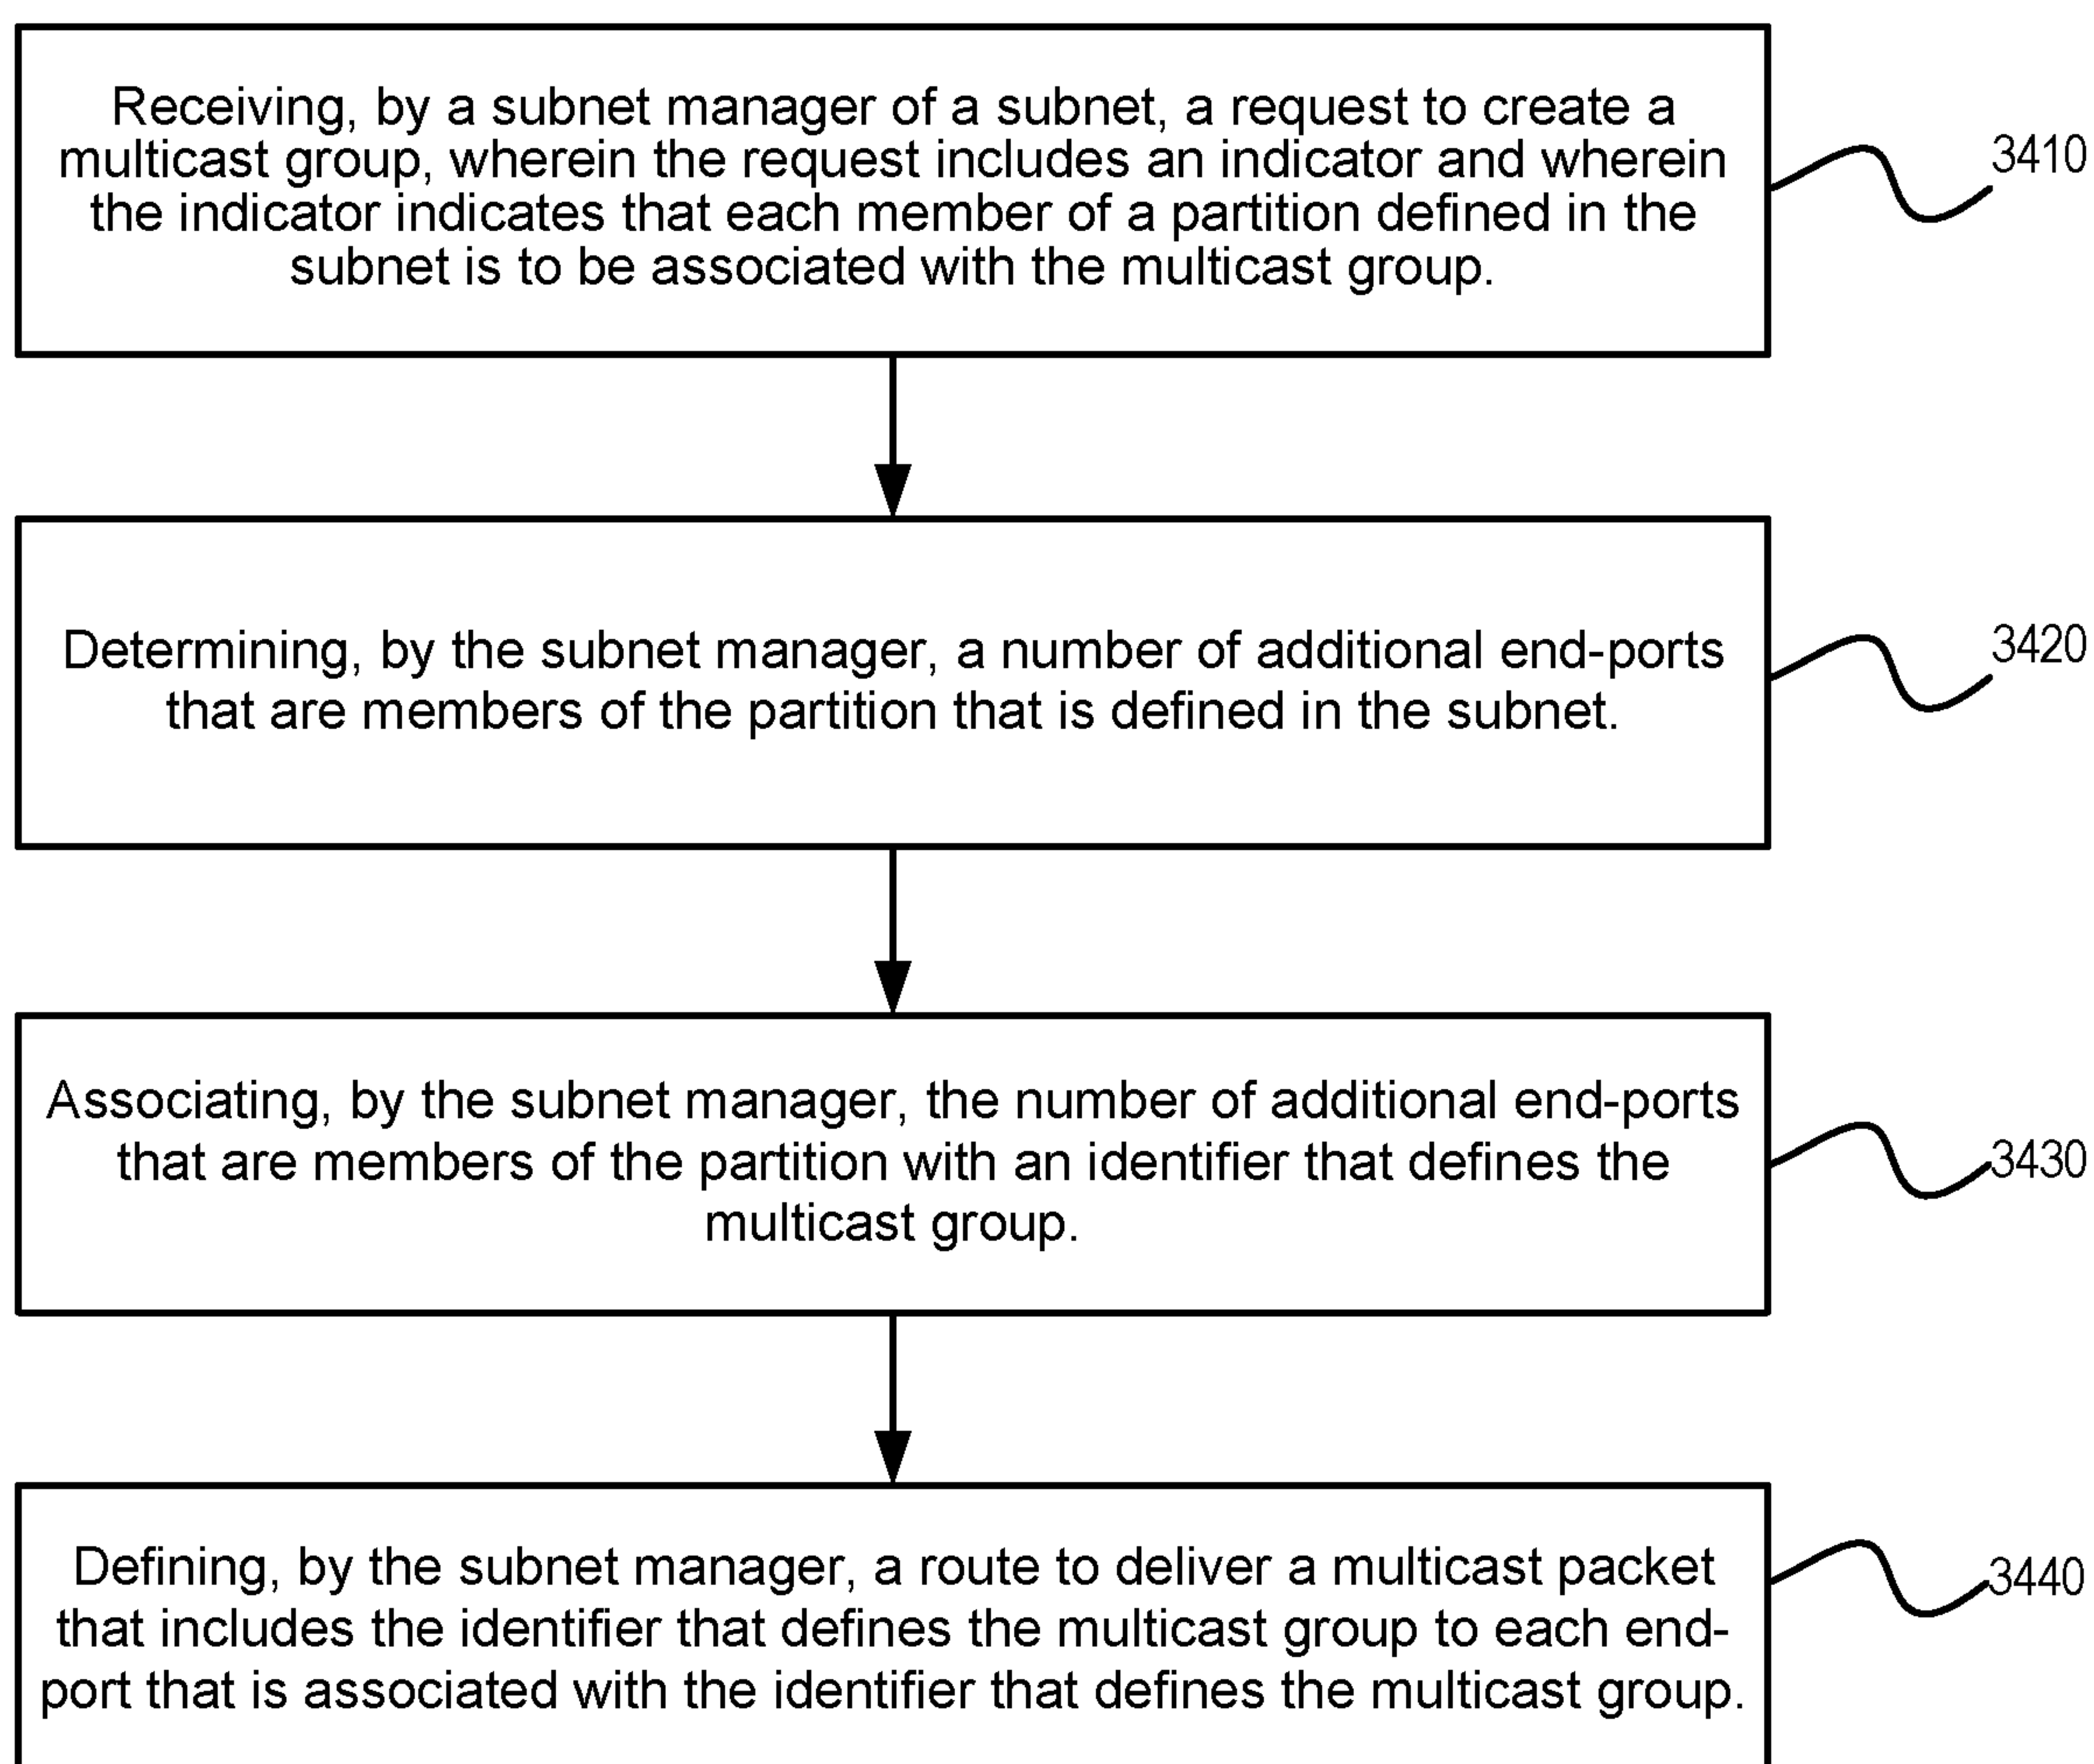 Receiving, by a subnet manager of a subnet, a request to create a
multicast group, wherein the request includes an indicator and wherein
the indicator indicates that each member of a partition defined in the
subnet is to be associated with the multicast group.
3410
Determining, by the subnet manager, a number of additional end-ports
that are members of the partition that is defined in the subnet.
3420
Associating, by the subnet manager, the number of additional end-ports
that are members of the partition with an identifier that defines the
multicast group.
3430
Defining, by the subnet manager, a route to deliver a multicast packet
that includes the identifier that defines the multicast group to each end-
port that is associated with the identifier that defines the multicast group.
3440